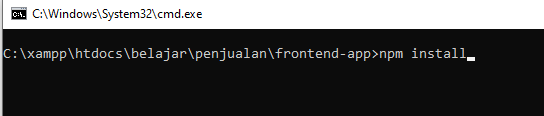 C:\Windows\System32\cmd.exe
C:\xampp\htdocs\belajar\penjualan\frontend-app>npm install